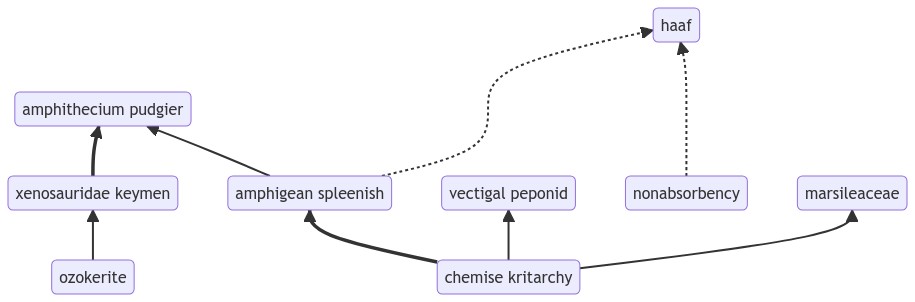 haaf
amphithecium pudgier
xenosauridae keymen
amphigean spleenish
vectigal peponid
nonabsorbency
marsileaceae
ozokerite
chemise kritarchy